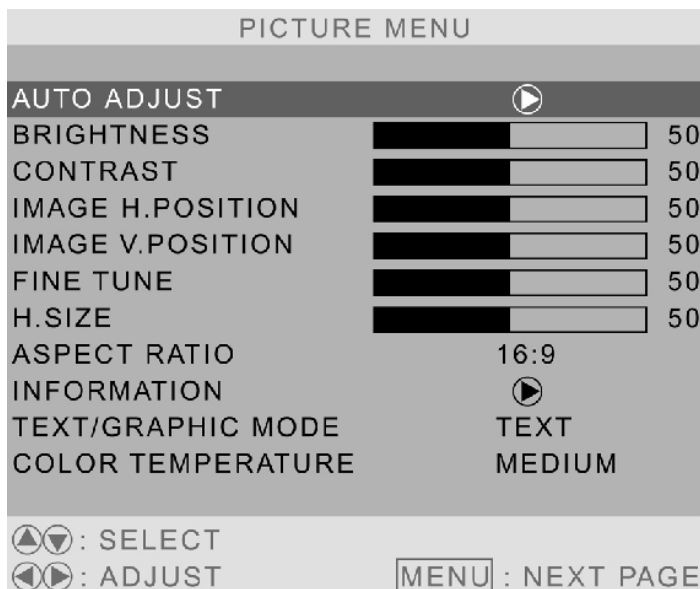 PICTURE MENU
AUTO ADJUST
BRIGHTNESS 50
CONTRAST 50
IMAGE H.POSITION 50
IMAGE V.POSITION 50
FINE TUNE 50
H.SIZE 50
ASPECT RATIO 16:9
INFORMATION
TEXT/GRAPHIC MODE TEXT
COLOR TEMPERATURE MEDIUM
: SELECT
: ADJUST MENU : NEXT PAGE